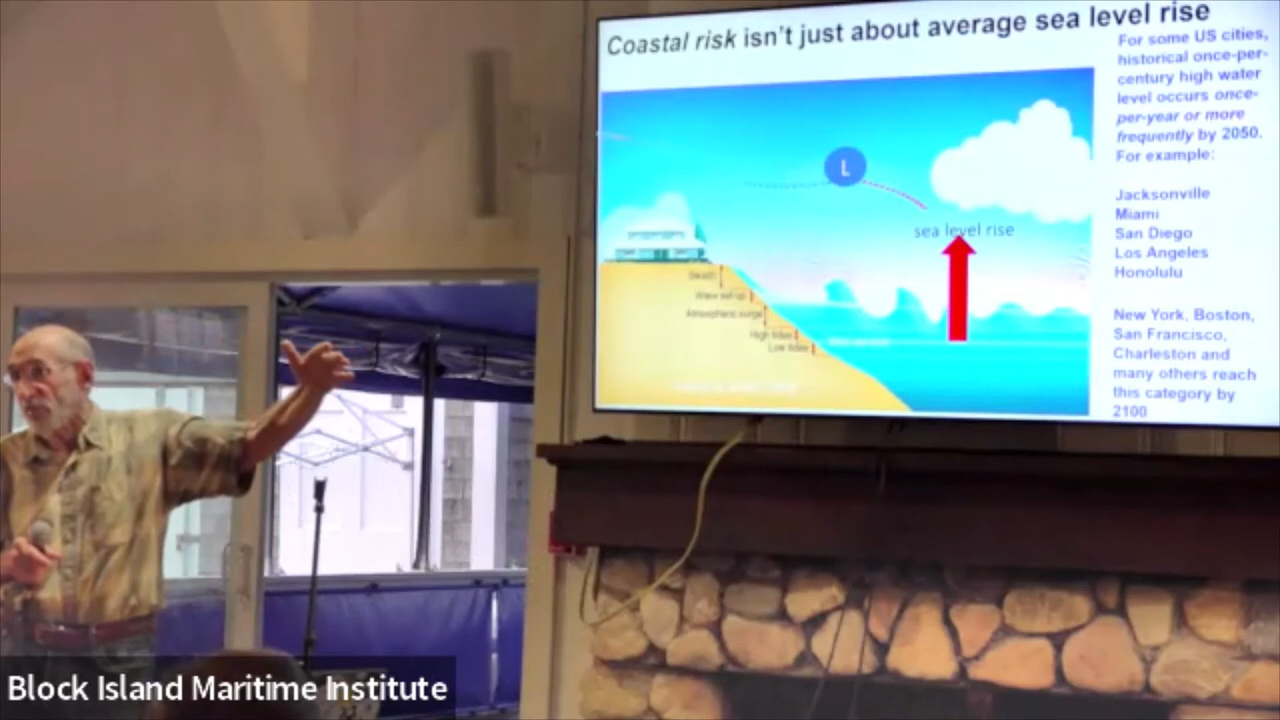 Coastal risk isn't just about average sea level rise
For some US cities,
historical once-per-
century high water
level occurs once-
per-year or more
frequently by 2050.
For example:
Jacksonville
Miami
San Diego
Los Angeles
Honolulu
New York, Boston,
San Francisco,
Charleston and
many others reach
this category by
2100
L
sea level rise
Wave set-up
Atmospheric surge
High tides
Low tides
Block Island Maritime Institute